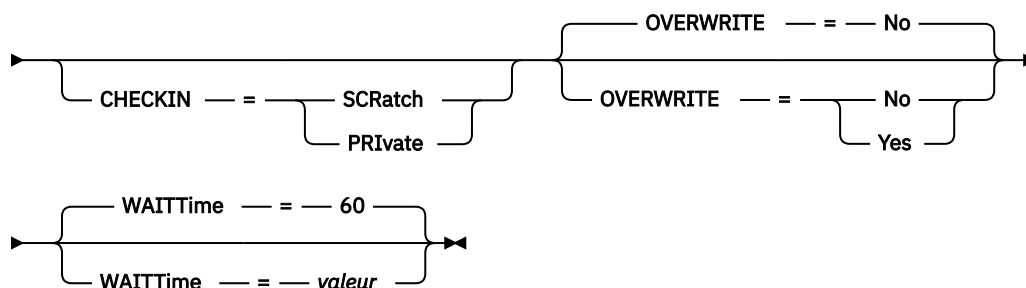 OVERWRITE = No
CHECKIN = SCRatch OVERWRITE = No
PRIvate Yes
WAITTime = 60
WAITTime = valeur